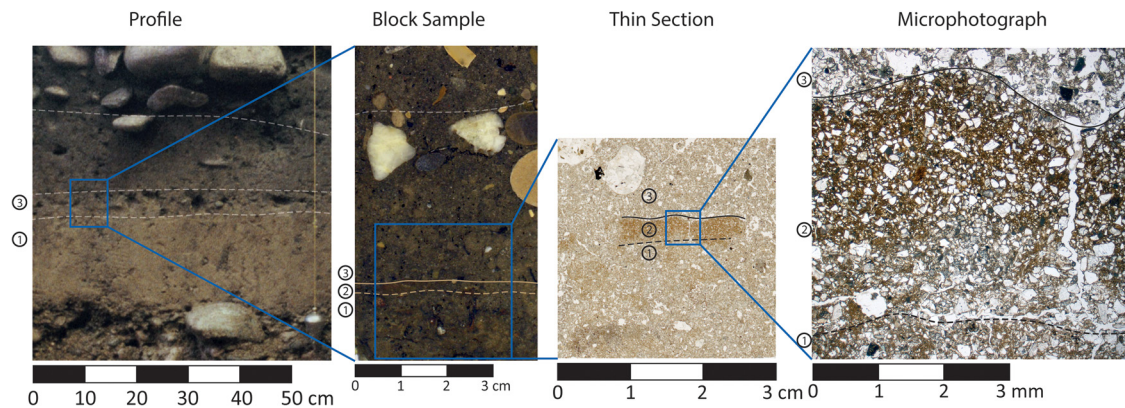 Profile
Block Sample
Thin Section
Microphotograph
③
①
③
②
①
③
②
①
③
②
①
0 10 20 30 40 50 cm
0 1 2 3 cm
0 1 2 3 cm
0 1 2 3 mm